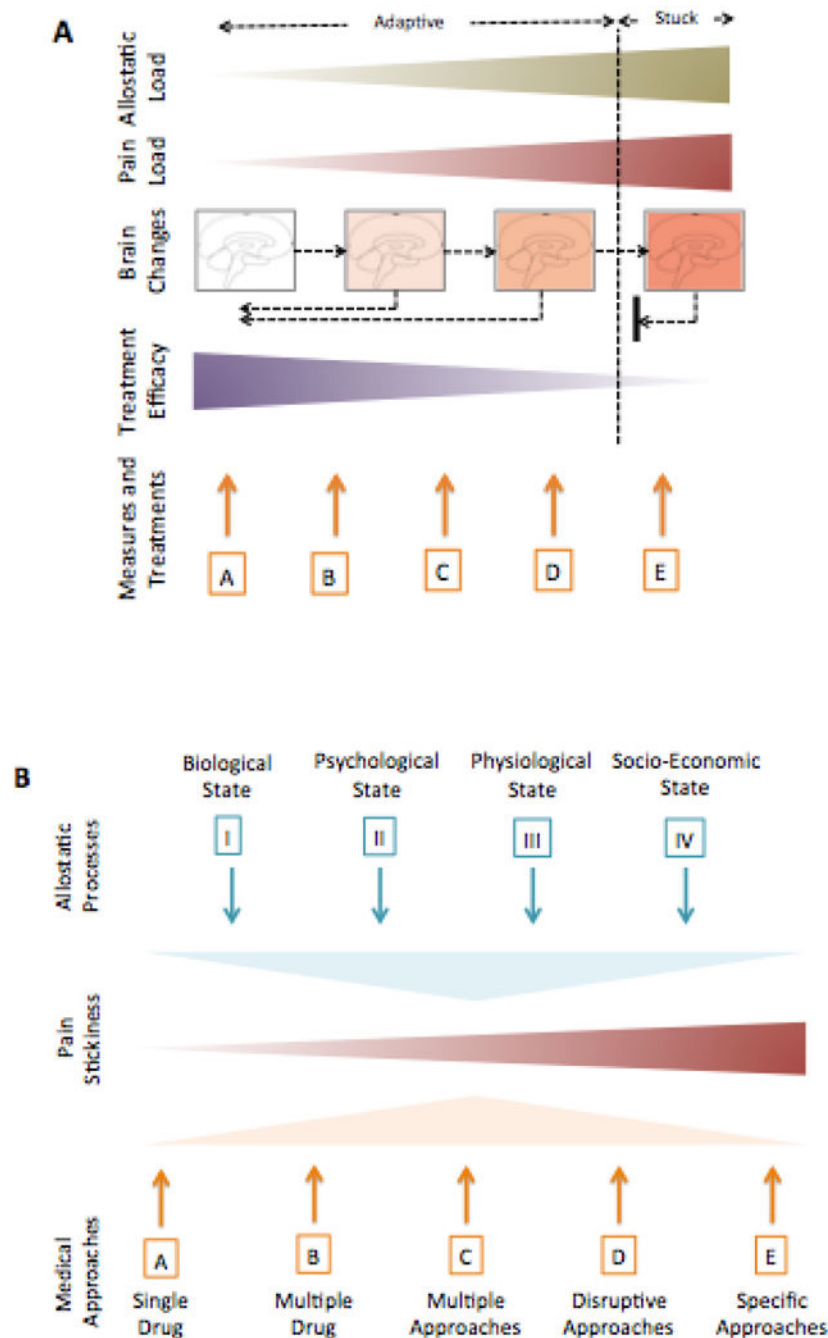 A
Adaptive
Stuck
Allostatic
Load
Pain
Load
Brain
Changes
Treatment
Efficacy
Measures and
Treatments
A
B
C
D
E
B
Biological
State
Psychological
State
Physiological
State
Socio-Economic
State
Allostatic
Processes
I
II
III
IV
Pain
Stickiness
Medical
Approaches
A
B
C
D
E
Single
Drug
Multiple
Drug
Multiple
Approaches
Disruptive
Approaches
Specific
Approaches